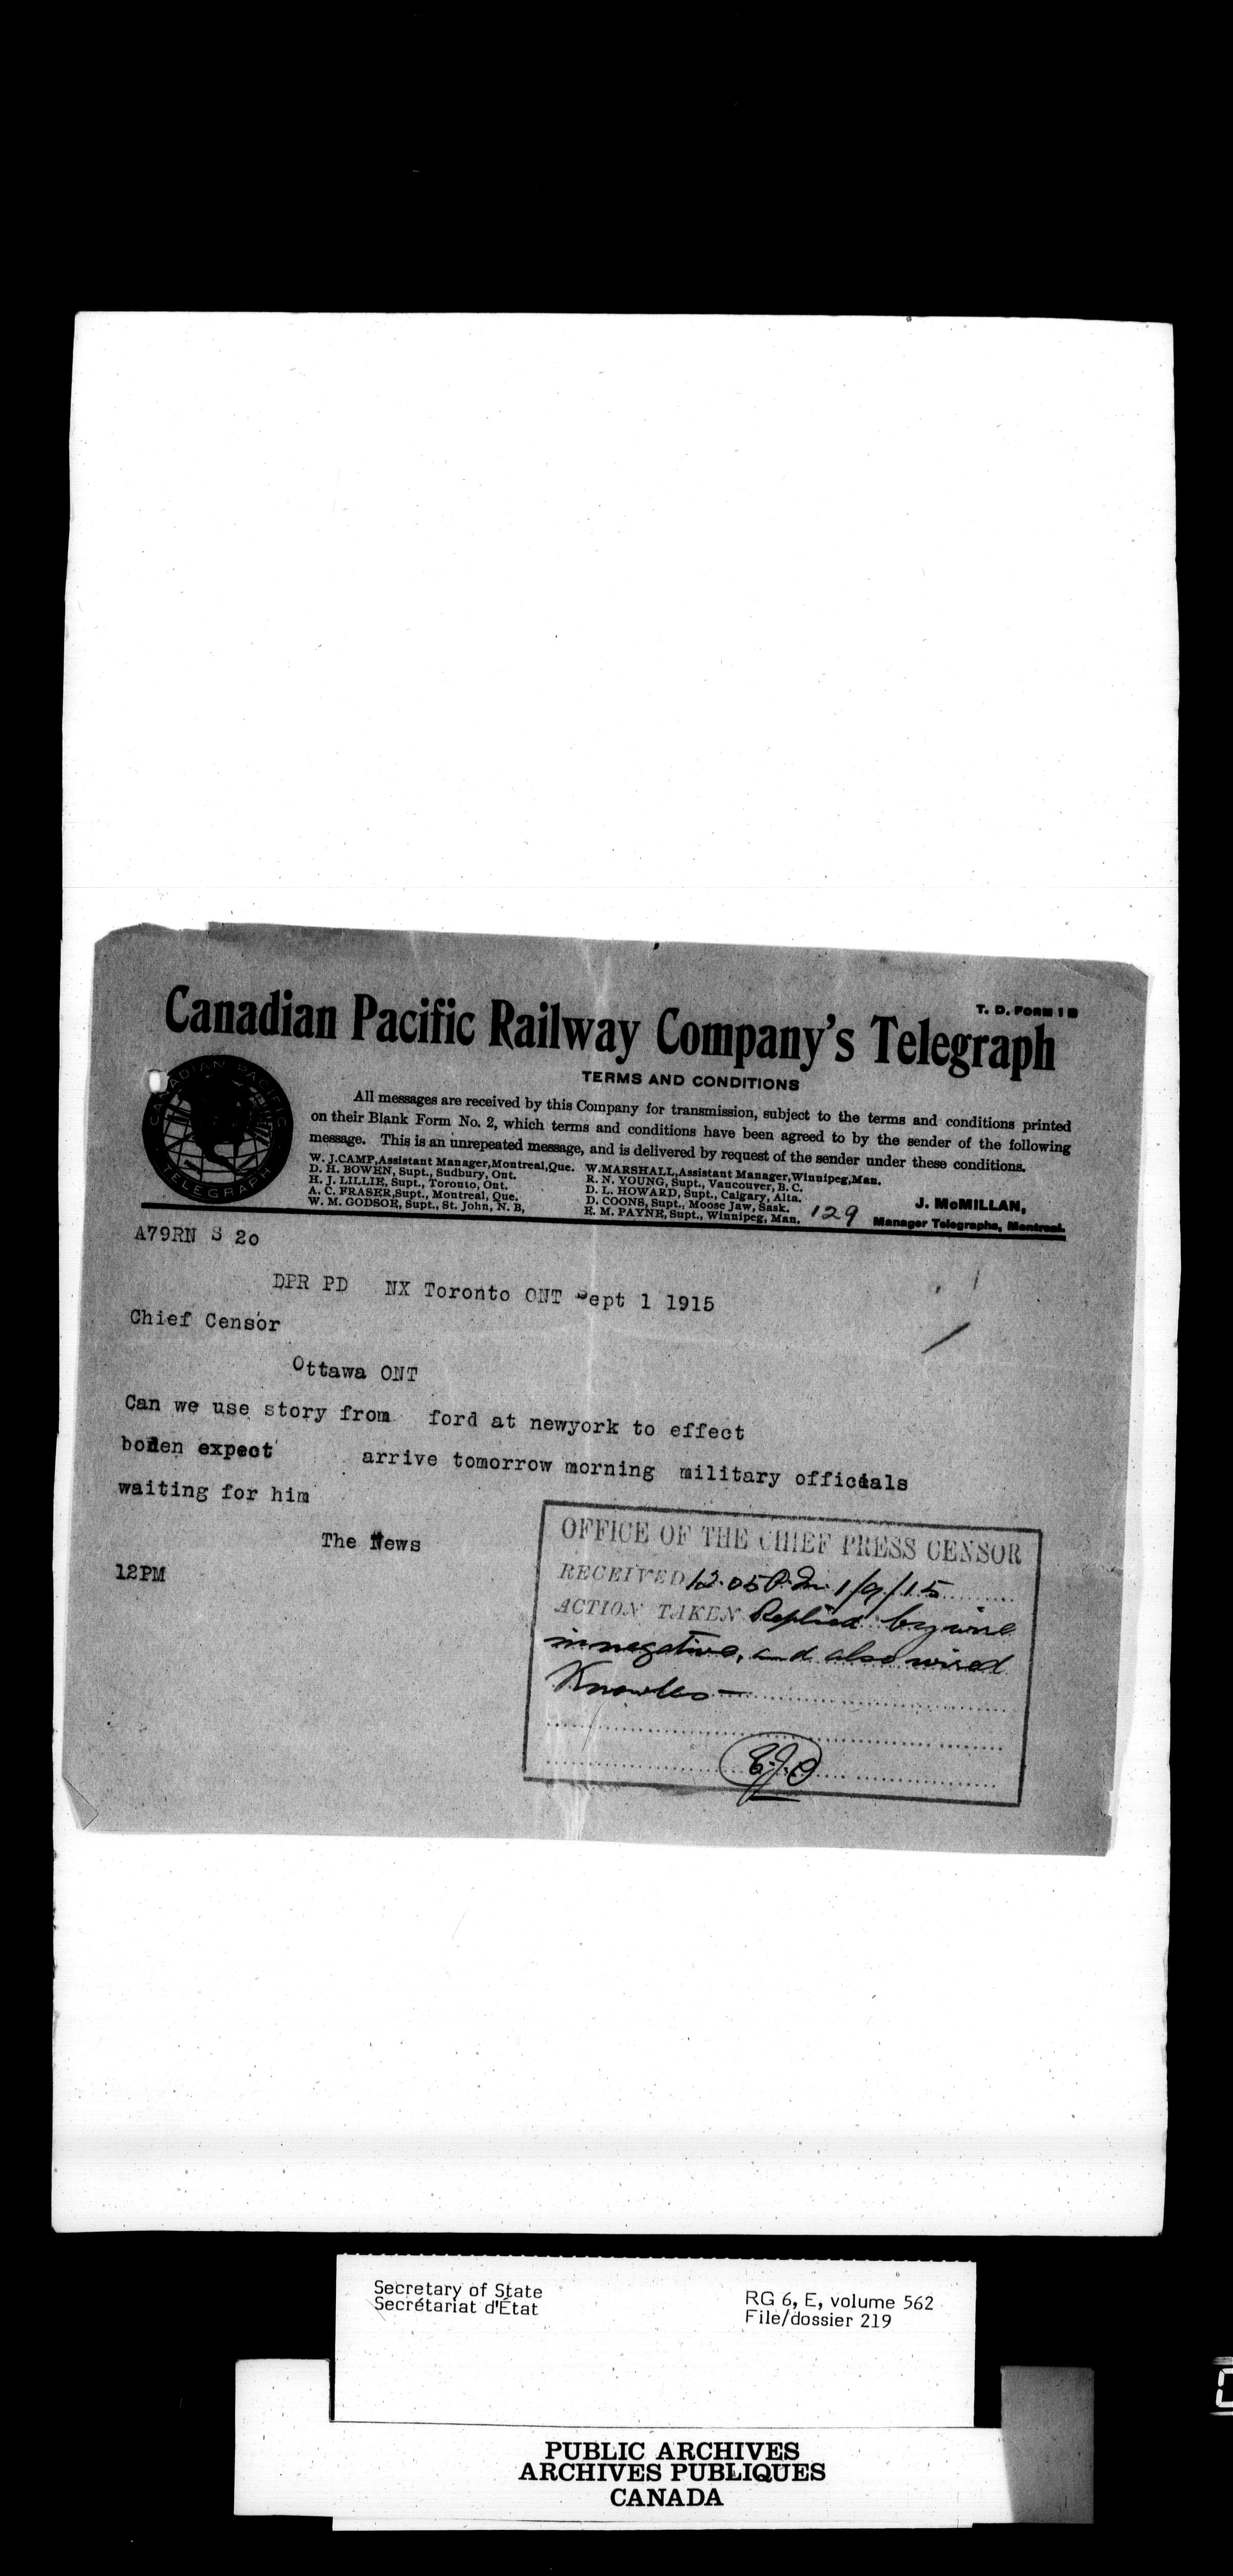 T. D. FORM 1 B
Canadian Pacific Railway Company's Telegraph
CANADIAN PACIFIC
TELEGRAPH
TERMS AND CONDITIONS
All messages are received by this Company for transmission, subject to the terms and conditions printed
on their Blank Form No. 2, which terms and conditions have been agreed to by the sender of the following
message. This is an unrepeated message, and is delivered by request of the sender under these conditions.
W. J. CAMP, Assistant Manager, Montreal, Que. W. MARSHALL, Assistant Manager, Winnipeg, Man.
D. H. BOWEN, Supt., Sudbury, Ont. R. N. YOUNG, Supt., Vancouver, B. C.
H. J. LILLIE, Supt., Toronto, Ont. D. L. HOWARD, Supt., Calgary, Alta.
A. C. FRASER, Supt., Montreal, Que. D. COONS, Supt., Moose Jaw, Sask.
W. M. GODSOE, Supt., St. John, N. B, E. M. PAYNE, Supt., Winnipeg, Man.
129
J. McMILLAN,
Manager Telegraphs, Montreal.
A79RN S 20
DPR PD NX Toronto ONT Sept 1 1915
Chief Censor
Ottawa ONT
Can we use story from ford at newyork to effect
boden expect arrive tomorrow morning military officials
waiting for him
The News
12PM
OFFICE OF THE CHIEF PRESS CENSOR
RECEIVED 12.05 P.m. 1/9/15
ACTION TAKEN Replied by wire
in negative, and also wired
Knowles —
Secretary of State
Secrétariat d'État
RG 6, E, volume 562
File/dossier 219
PUBLIC ARCHIVES
ARCHIVES PUBLIQUES
CANADA